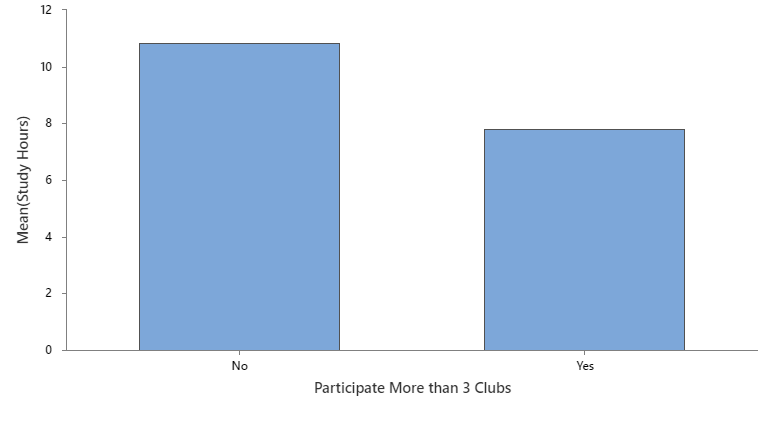 12
10
8
6
4
2
0
Mean(Study Hours)
No Yes
Participate More than 3 Clubs